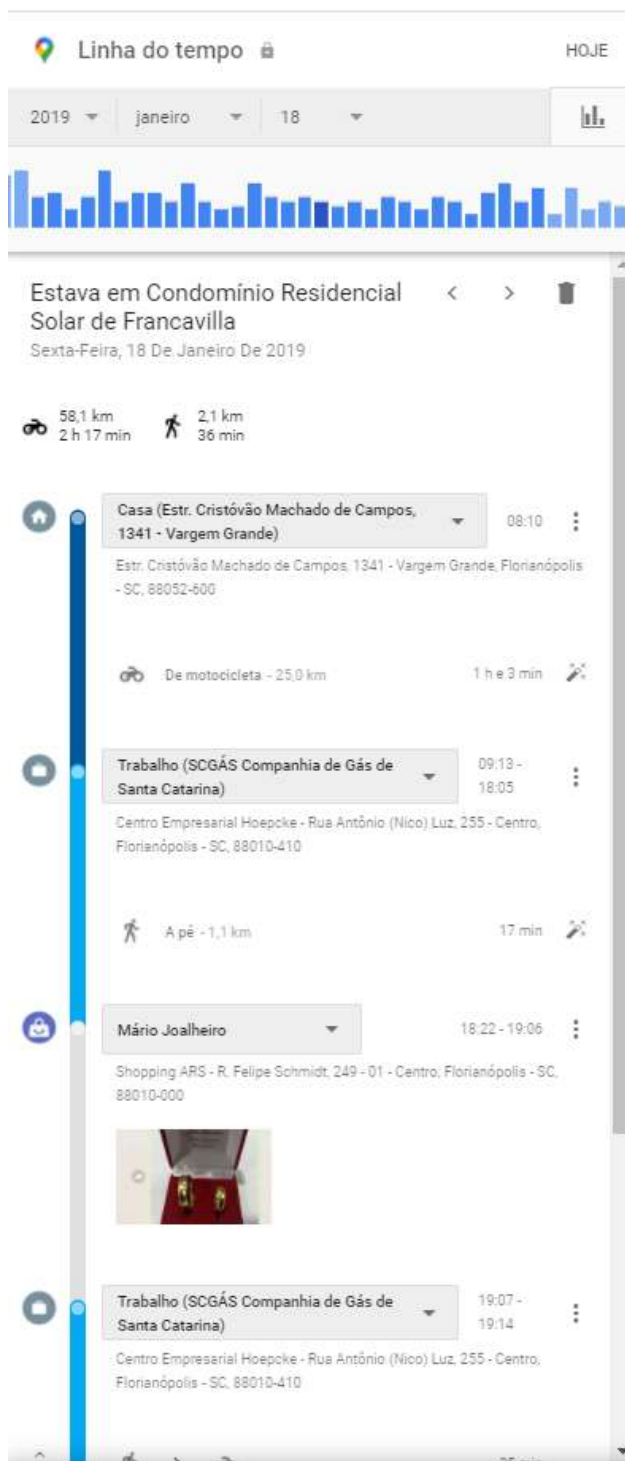 Linha do tempo
HOJE
2019 janeiro 18
Estava em Condomínio Residencial
Solar de Francavilla
Sexta-Feira, 18 De Janeiro De 2019
58,1 km
2 h 17 min
2,1 km
36 min
Casa (Estr. Cristóvão Machado de Campos,
1341 - Vargem Grande)
08:10
Estr. Cristóvão Machado de Campos, 1341 - Vargem Grande, Florianópolis
- SC, 88052-600
De motocicleta - 25,0 km
1 h e 3 min
Trabalho (SCGÁS Companhia de Gás de
Santa Catarina)
09:13 -
18:05
Centro Empresarial Hoepcke - Rua Antônio (Nico) Luz, 255 - Centro,
Florianópolis - SC, 88010-410
A pé - 1,1 km
17 min
Mário Joalheiro
18:22 - 19:06
Shopping ARS - R. Felipe Schmidt, 249 - 01 - Centro, Florianópolis - SC,
88010-000
Trabalho (SCGÁS Companhia de Gás de
Santa Catarina)
19:07 -
19:14
Centro Empresarial Hoepcke - Rua Antônio (Nico) Luz, 255 - Centro,
Florianópolis - SC, 88010-410